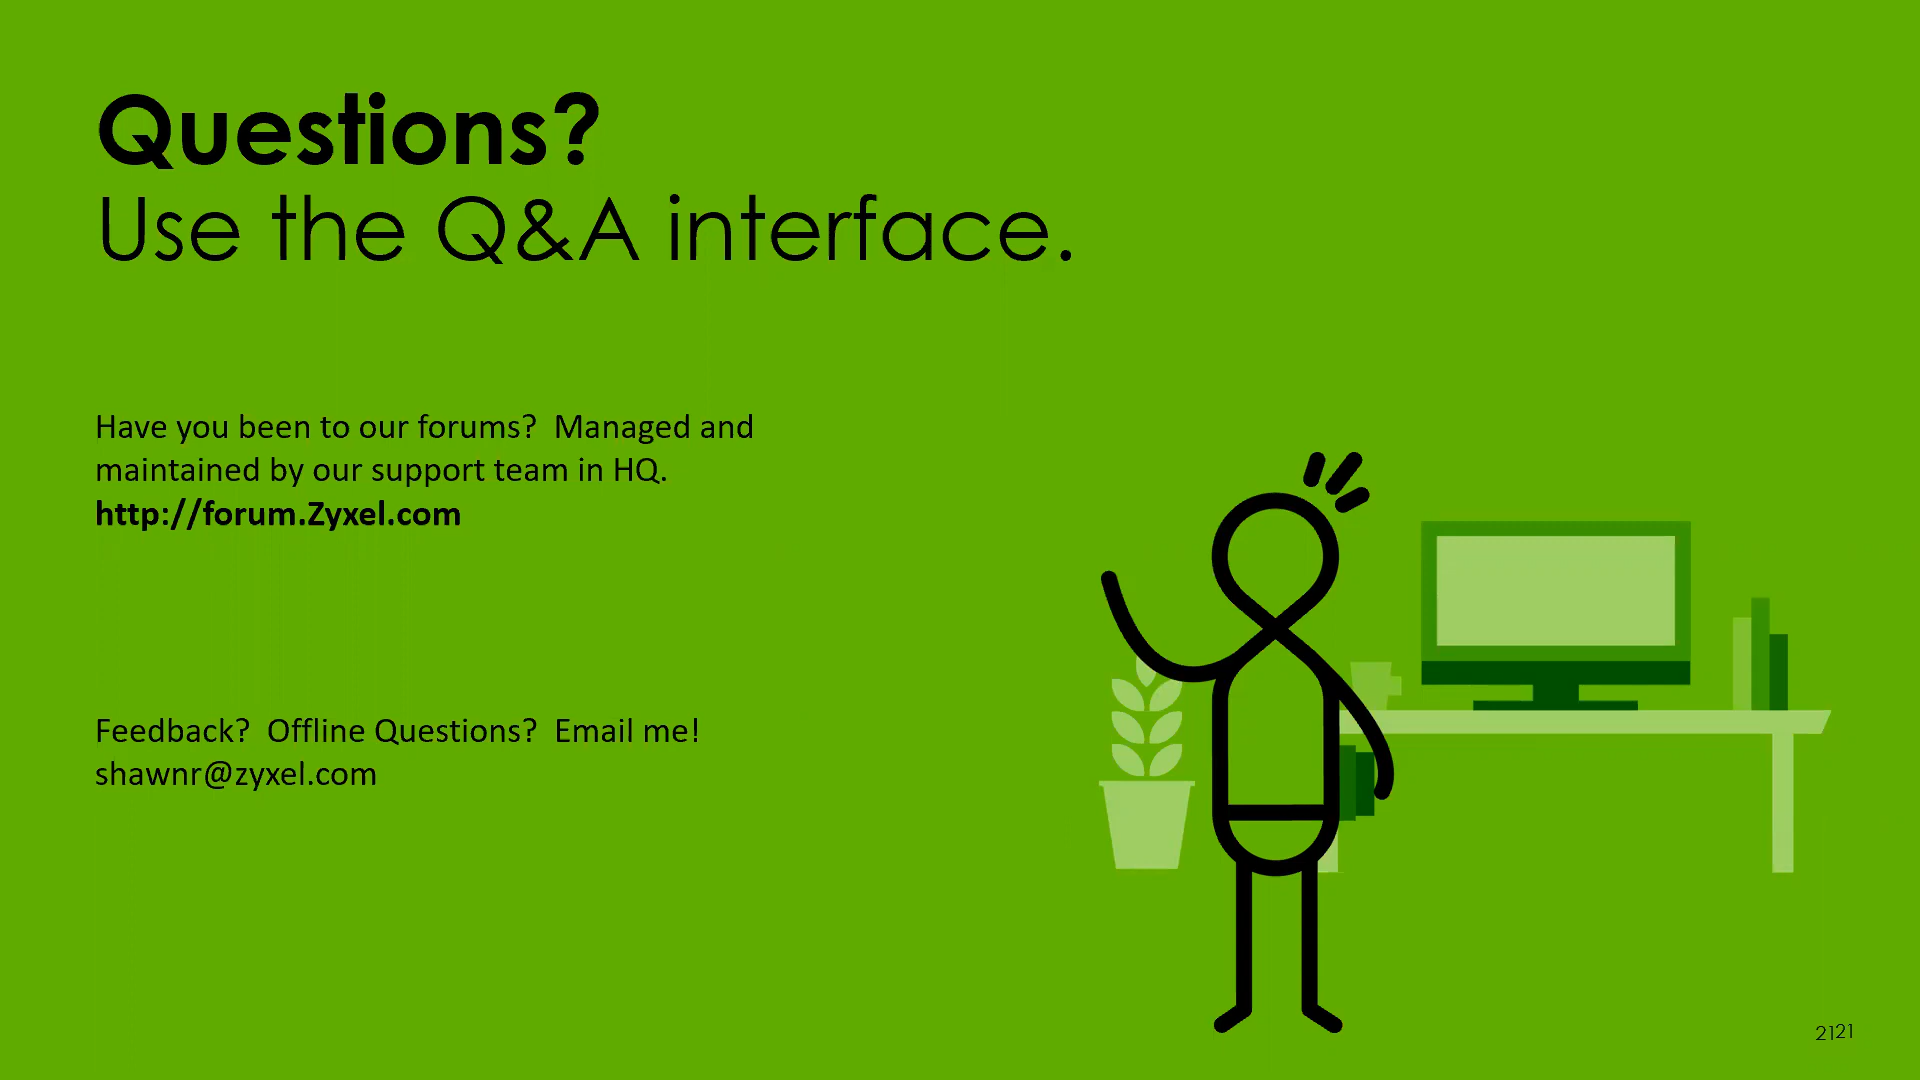 Questions?
Use the Q&A interface.
Have you been to our forums?  Managed and
maintained by our support team in HQ.
http://forum.Zyxel.com
Feedback?  Offline Questions?  Email me!
shawnr@zyxel.com
2121